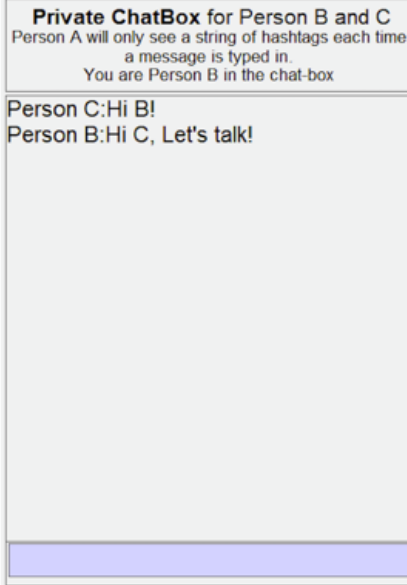 Private ChatBox for Person B and C
Person A will only see a string of hashtags each time
a message is typed in.
You are Person B in the chat-box
Person C:Hi B!
Person B:Hi C, Let's talk!